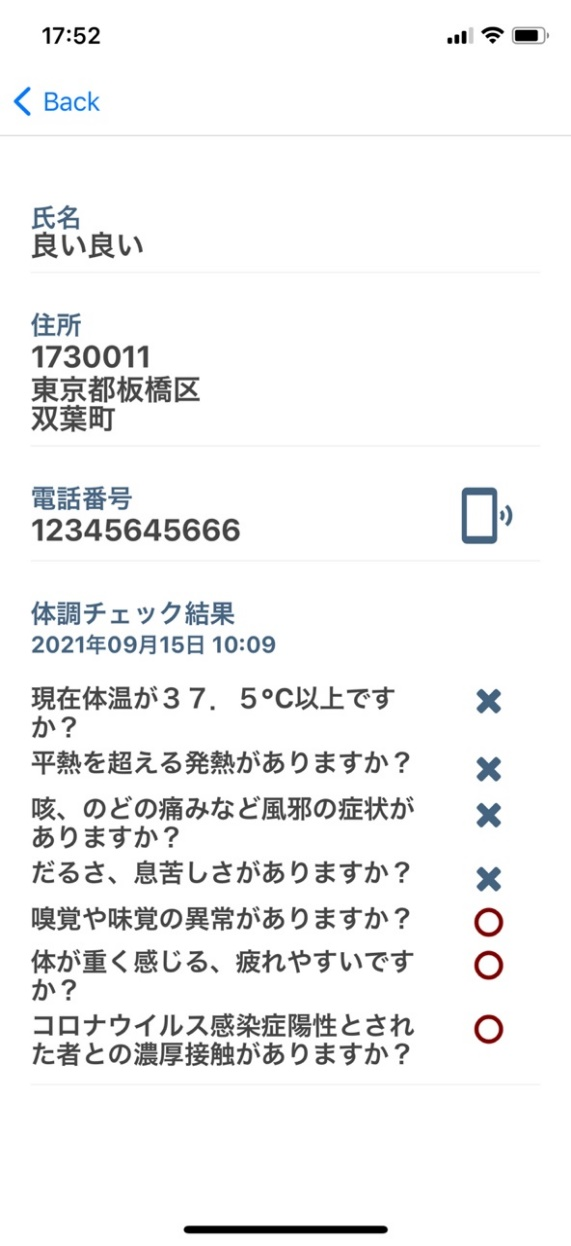 17:52
Back
氏名
良い良い
住所
1730011
東京都板橋区
双葉町
電話番号
12345645666
体調チェック結果
2021年09月15日 10:09
現在体温が３７．５℃以上です
か？
平熱を超える発熱がありますか？
咳、のどの痛みなど風邪の症状が
ありますか？
だるさ、息苦しさがありますか？
嗅覚や味覚の異常がありますか？
体が重く感じる、疲れやすいです
か？
コロナウイルス感染症陽性とされ
た者との濃厚接触がありますか？